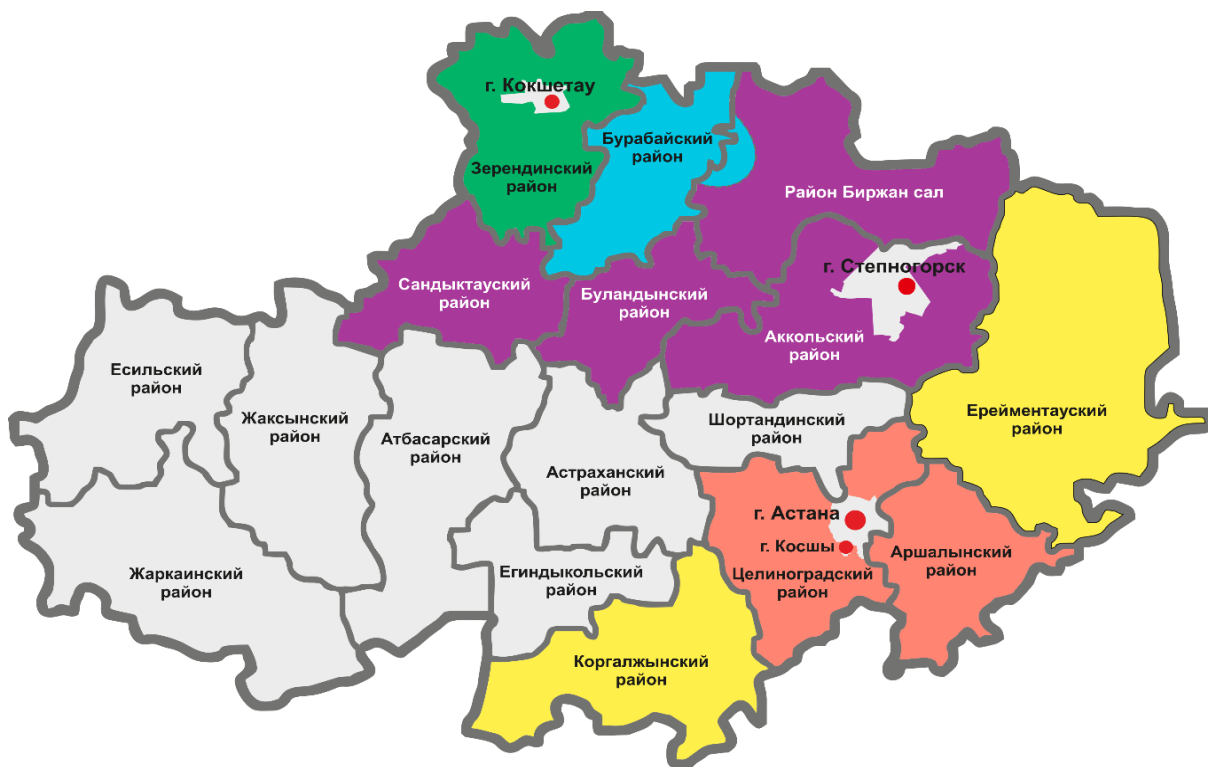 г. Кокшетау
Бурабайский
район
Зерендинский
район
Район Биржан сал
г. Степногорск
Сандыктауский
район
Буландынский
район
Аккольский
район
Есильский
район
Жаксынский
район
Атбасарский
район
Шортандинский
район
Ерейментауский
район
Астраханский
район
г. Астана
г. Косшы
Целиноградский
район
Аршалынский
район
Жаркаинский
район
Егиндыкольский
район
Коргалжынский
район